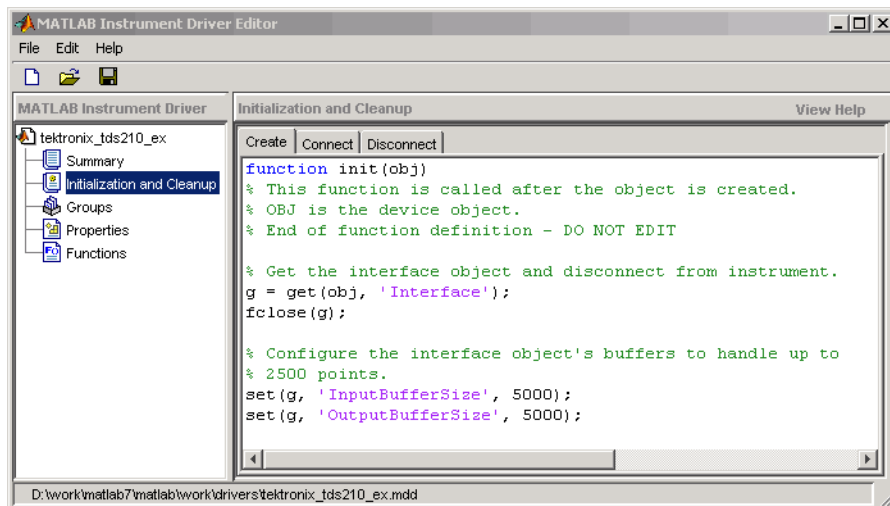 MATLAB Instrument Driver Editor
File Edit Help
MATLAB Instrument Driver
Initialization and Cleanup
View Help
tektronix_tds210_ex
Summary
Initialization and Cleanup
Groups
Properties
Functions
Create Connect Disconnect
function init(obj)
% This function is called after the object is created.
% OBJ is the device object.
% End of function definition - DO NOT EDIT
% Get the interface object and disconnect from instrument.
g = get(obj, 'Interface');
fclose(g);
% Configure the interface object's buffers to handle up to
% 2500 points.
set(g, 'InputBufferSize', 5000);
set(g, 'OutputBufferSize', 5000);
D:\work\matlab7\matlab\work\drivers\tektronix_tds210_ex.mdd